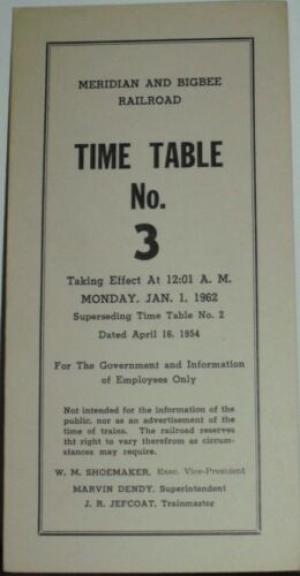 MERIDIAN AND BIGBEE
RAILROAD
TIME TABLE
No.
3
Taking Effect At 12:01 A. M.
MONDAY, JAN. 1, 1962
Superseding Time Table No. 2
Dated April 16, 1954
For The Government and Information
of Employees Only
Not intended for the information of the
public, nor as an advertisement of the
time of trains. The railroad reserves
tht right to vary therefrom as circum-
stances may require.
W. M. SHOEMAKER, Exec. Vice-President
MARVIN DENDY, Superintendent
J. R. JEFCOAT, Trainmaster